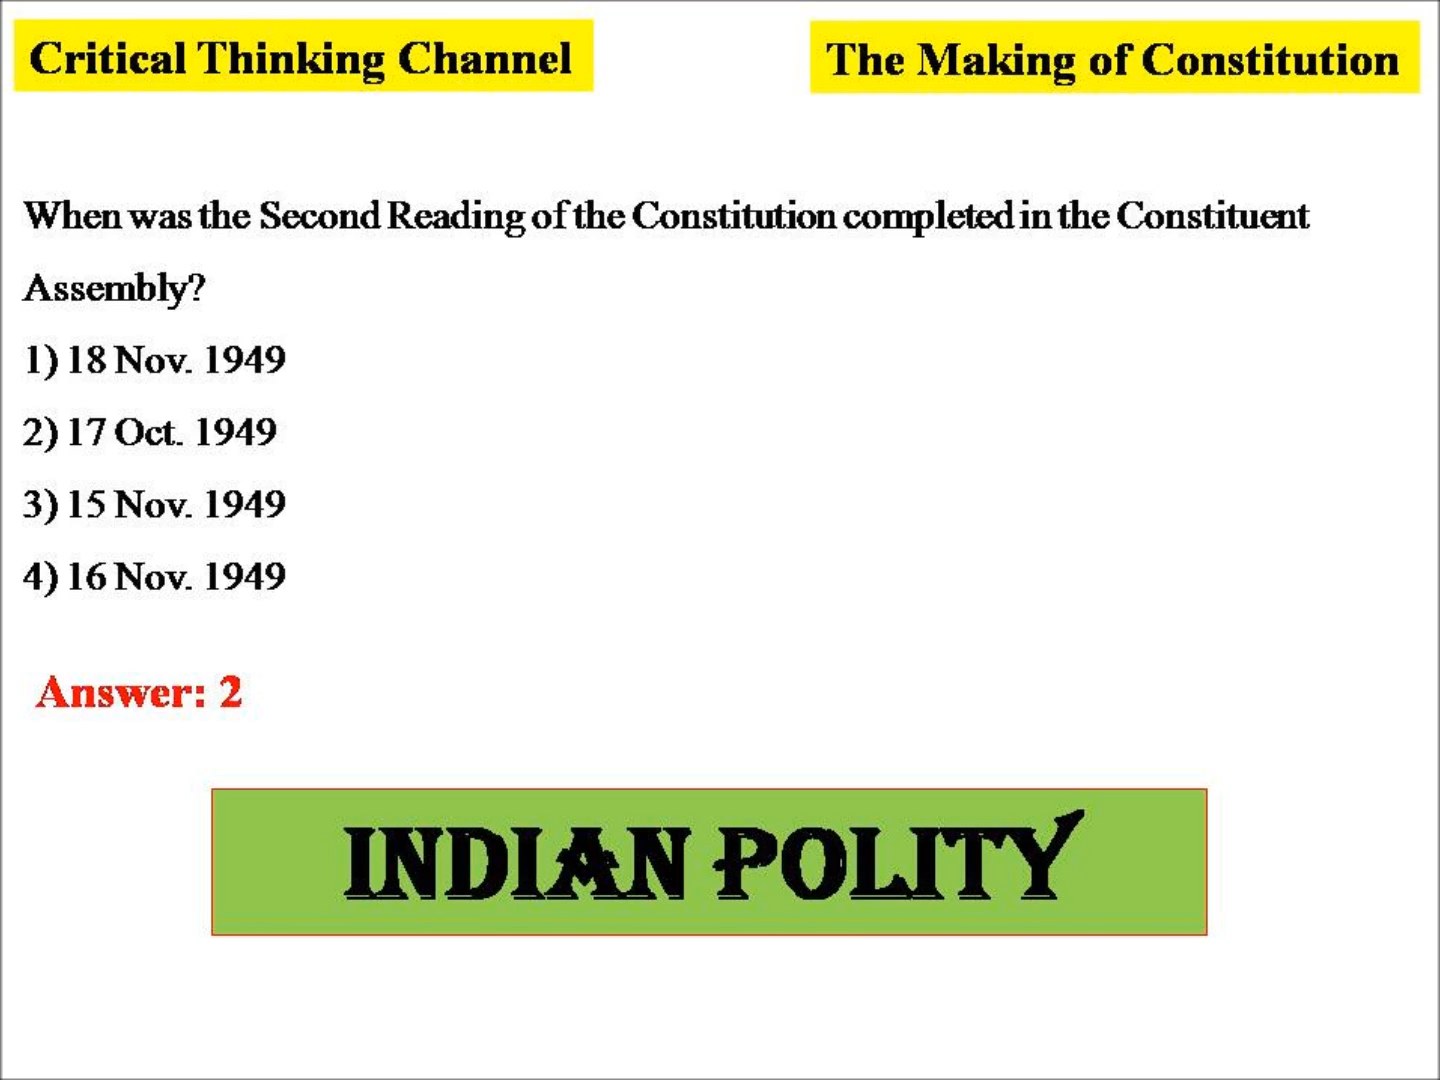 Critical Thinking Channel
The Making of Constitution
When was the Second Reading of the Constitution completed in the Constituent
Assembly?
1) 18 Nov. 1949
2) 17 Oct. 1949
3) 15 Nov. 1949
4) 16 Nov. 1949
Answer: 2
INDIAN POLITY